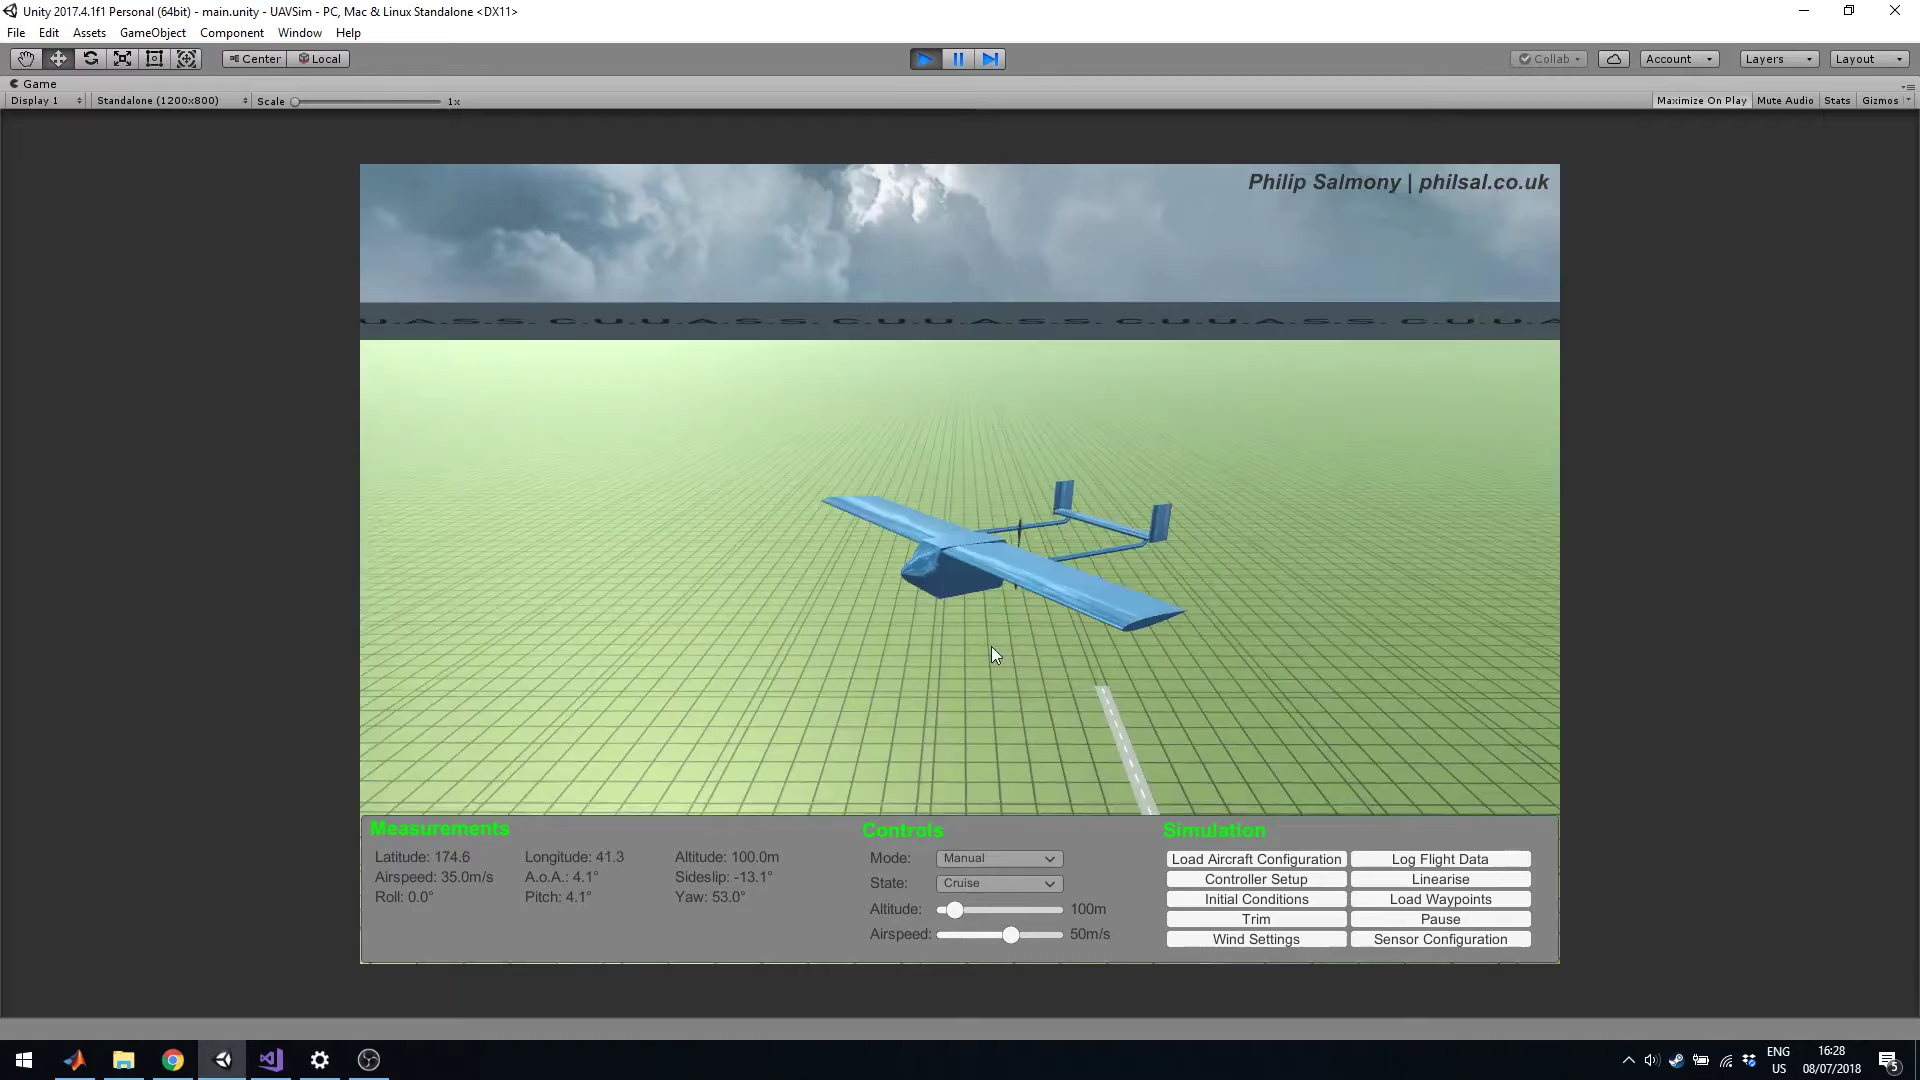 Unity 2017.4.1f1 Personal (64bit) - main.unity - UAVSim - PC, Mac & Linux Standalone <DX11>
File Edit Assets GameObject Component Window Help
Center Local Collab Account Layers Layout
Game
Display 1 Standalone (1200x800) Scale 1x Maximize On Play Mute Audio Stats Gizmos
Philip Salmony | philsal.co.uk
U.A.S.S. C.U.U.A.S.S. C.U.U.A.S.S. C.U.U.A.S.S. C.U.U.A
Measurements
Latitude: 174.6 Longitude: 41.3 Altitude: 100.0m
Airspeed: 35.0m/s A.o.A.: 4.1° Sideslip: -13.1°
Roll: 0.0° Pitch: 4.1° Yaw: 53.0°
Controls
Mode: Manual
State: Cruise
Altitude: 100m
Airspeed: 50m/s
Simulation
Load Aircraft Configuration Log Flight Data
Controller Setup Linearise
Initial Conditions Load Waypoints
Trim Pause
Wind Settings Sensor Configuration
ENG
US
16:28
08/07/2018
5